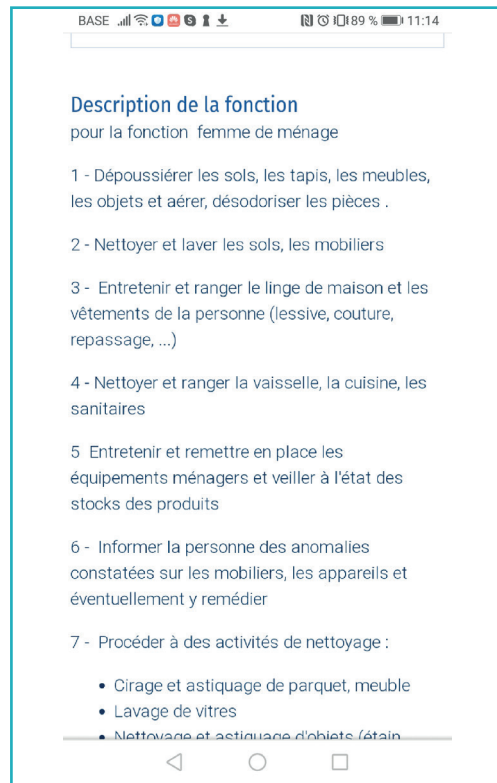 BASE 89 % 11:14
Description de la fonction
pour la fonction femme de ménage
1 - Dépoussiérer les sols, les tapis, les meubles,
les objets et aérer, désodoriser les pièces .
2 - Nettoyer et laver les sols, les mobiliers
3 - Entretenir et ranger le linge de maison et les
vêtements de la personne (lessive, couture,
repassage, ...)
4 - Nettoyer et ranger la vaisselle, la cuisine, les
sanitaires
5 Entretenir et remettre en place les
équipements ménagers et veiller à l'état des
stocks des produits
6 - Informer la personne des anomalies
constatées sur les mobiliers, les appareils et
éventuellement y remédier
7 - Procéder à des activités de nettoyage :
• Cirage et astiquage de parquet, meuble
• Lavage de vitres
• Nettoyage et astiquage d'objets (étain